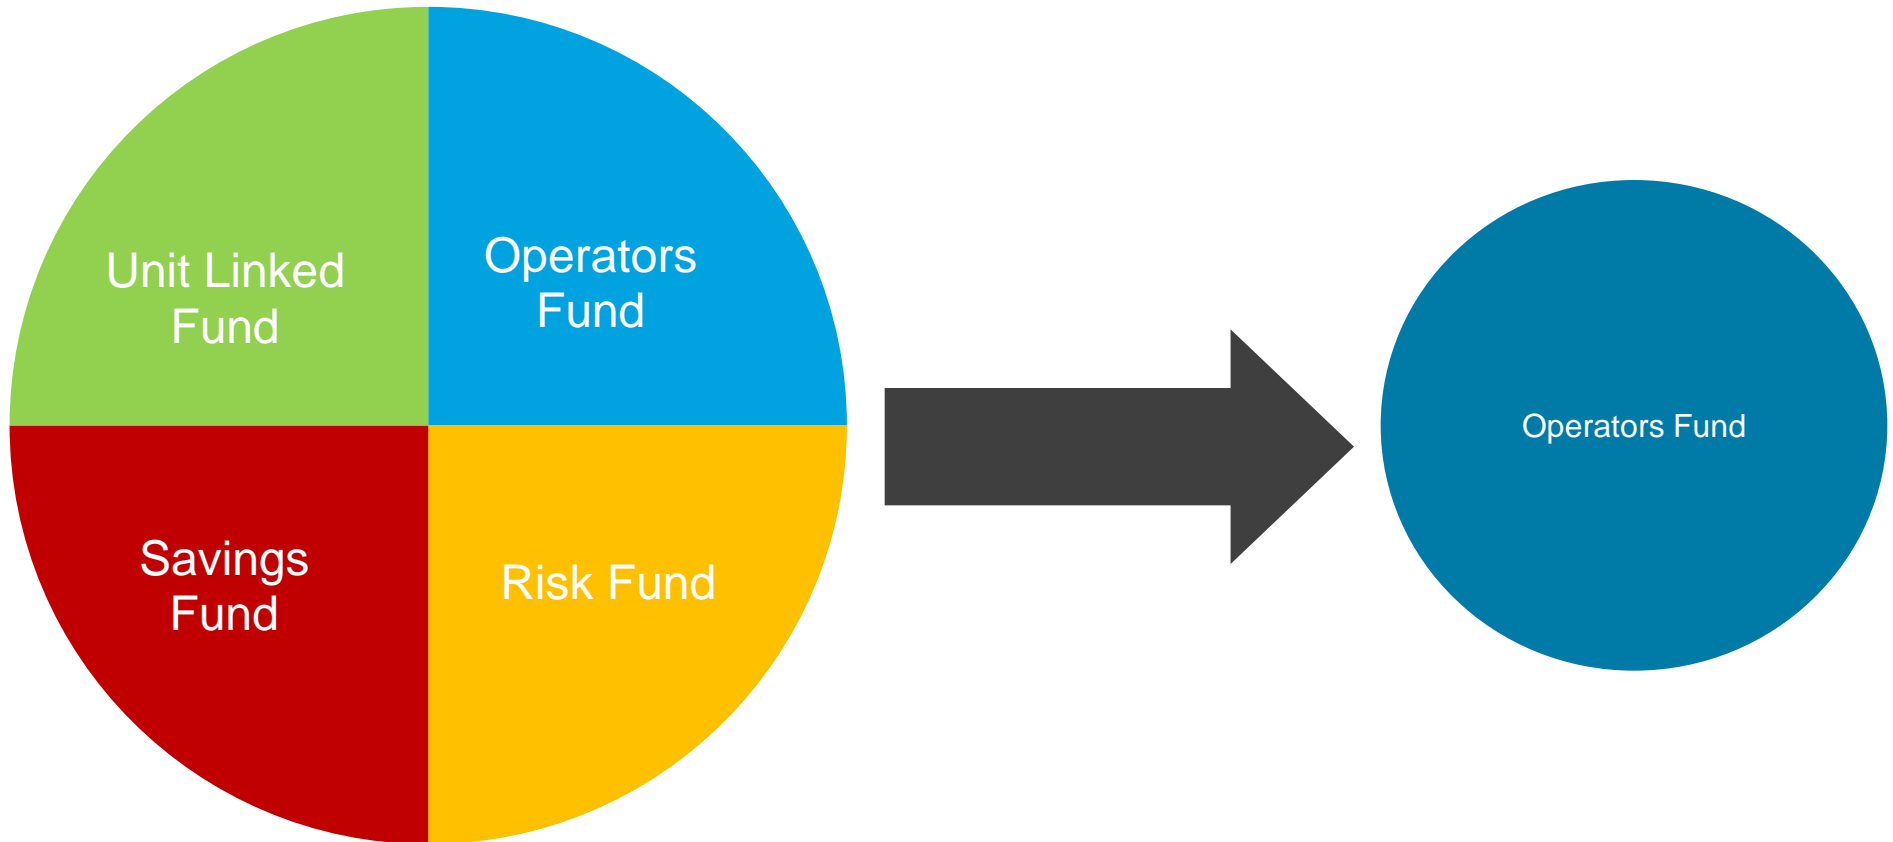 Unit Linked
Fund
Operators
Fund
Savings
Fund
Risk Fund
Operators Fund